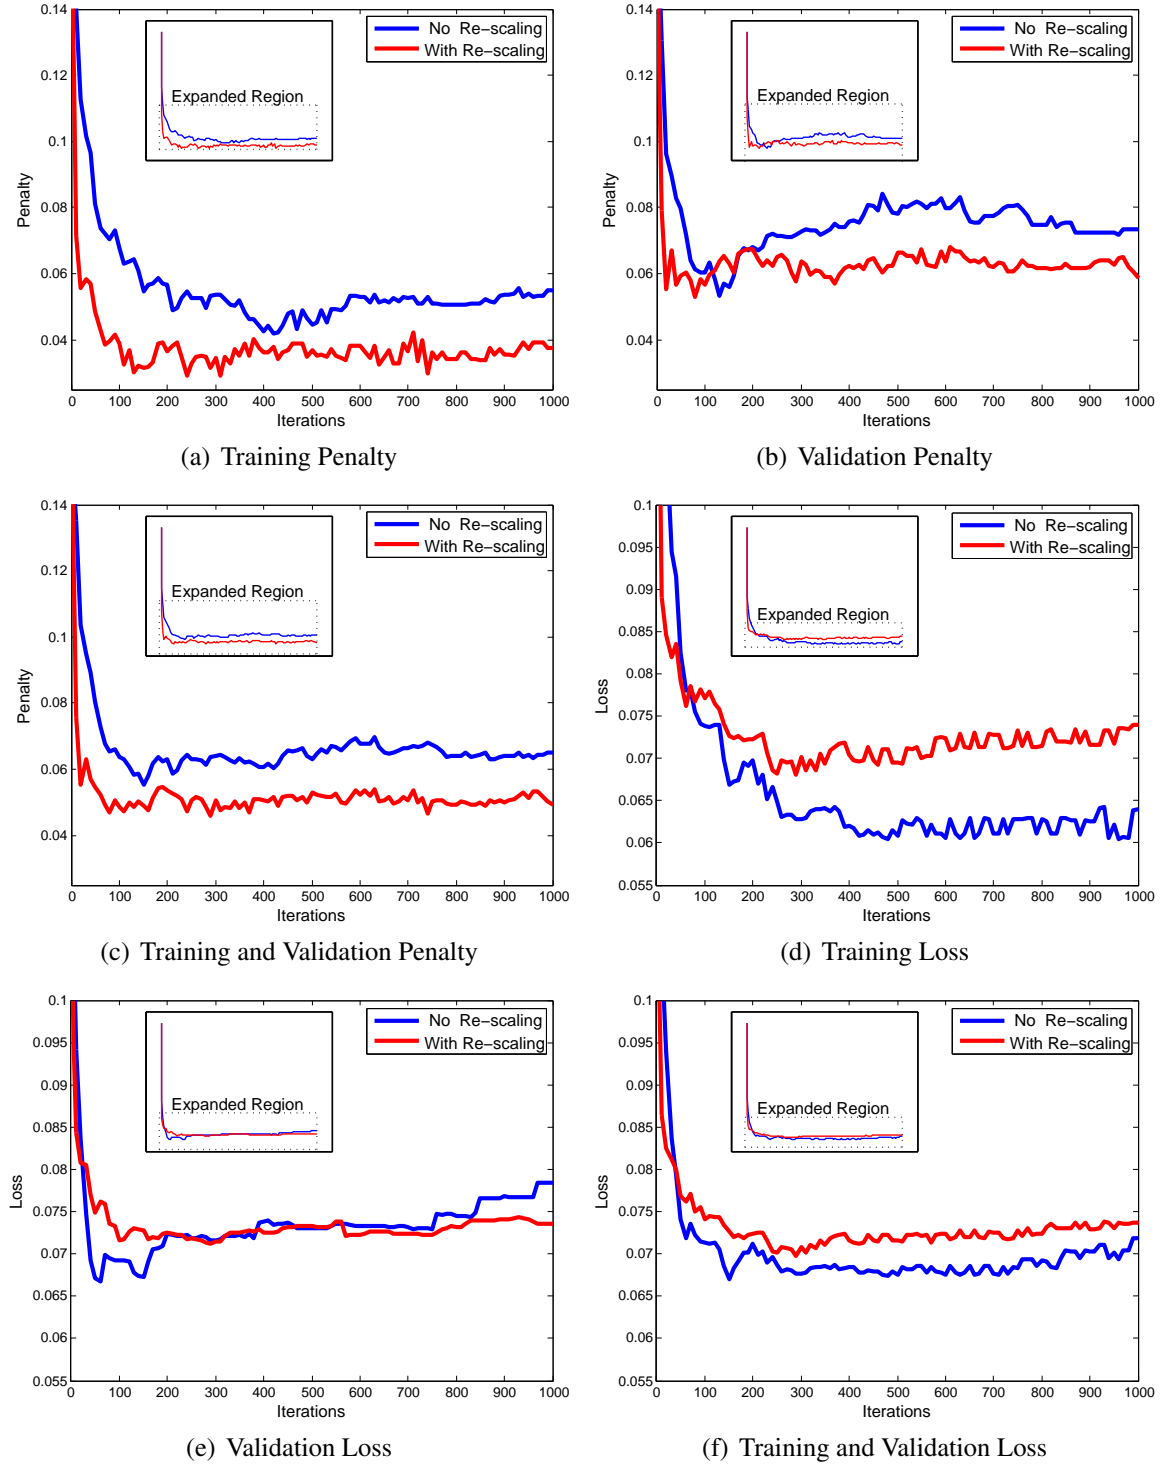 0.14
0.12
0.1
0.08
0.06
0.04
Penalty
No Re-scaling
With Re-scaling
Expanded Region
0 100 200 300 400 500 600 700 800 900 1000
Iterations
(a) Training Penalty
0.14
0.12
0.1
0.08
0.06
0.04
Penalty
No Re-scaling
With Re-scaling
Expanded Region
0 100 200 300 400 500 600 700 800 900 1000
Iterations
(b) Validation Penalty
0.14
0.12
0.1
0.08
0.06
0.04
Penalty
No Re-scaling
With Re-scaling
Expanded Region
0 100 200 300 400 500 600 700 800 900 1000
Iterations
(c) Training and Validation Penalty
0.1
0.095
0.09
0.085
0.08
0.075
0.07
0.065
0.06
0.055
Loss
No Re-scaling
With Re-scaling
Expanded Region
0 100 200 300 400 500 600 700 800 900 1000
Iterations
(d) Training Loss
0.1
0.095
0.09
0.085
0.08
0.075
0.07
0.065
0.06
0.055
Loss
No Re-scaling
With Re-scaling
Expanded Region
0 100 200 300 400 500 600 700 800 900 1000
Iterations
(e) Validation Loss
0.1
0.095
0.09
0.085
0.08
0.075
0.07
0.065
0.06
0.055
Loss
No Re-scaling
With Re-scaling
Expanded Region
0 100 200 300 400 500 600 700 800 900 1000
Iterations
(f) Training and Validation Loss